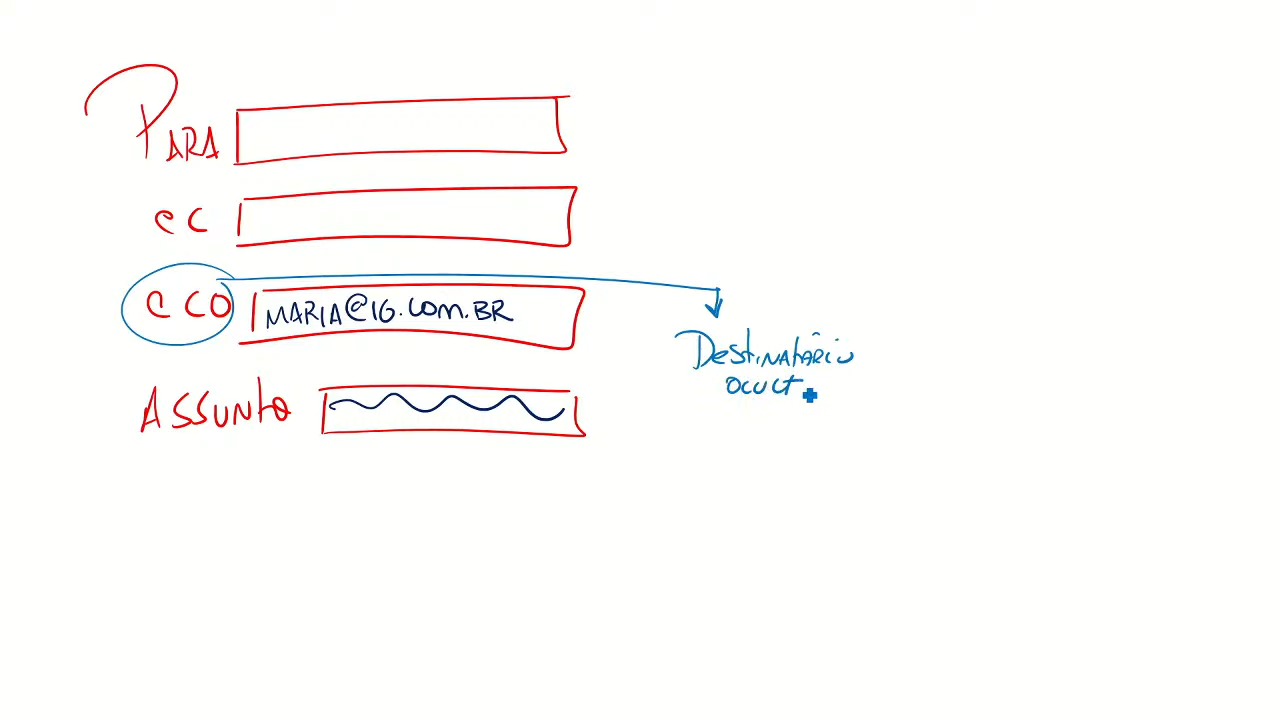 PARA
CC
CCO MARIA@IG.COM.BR
ASSUNTO
DESTINATÁRIO
OCULT